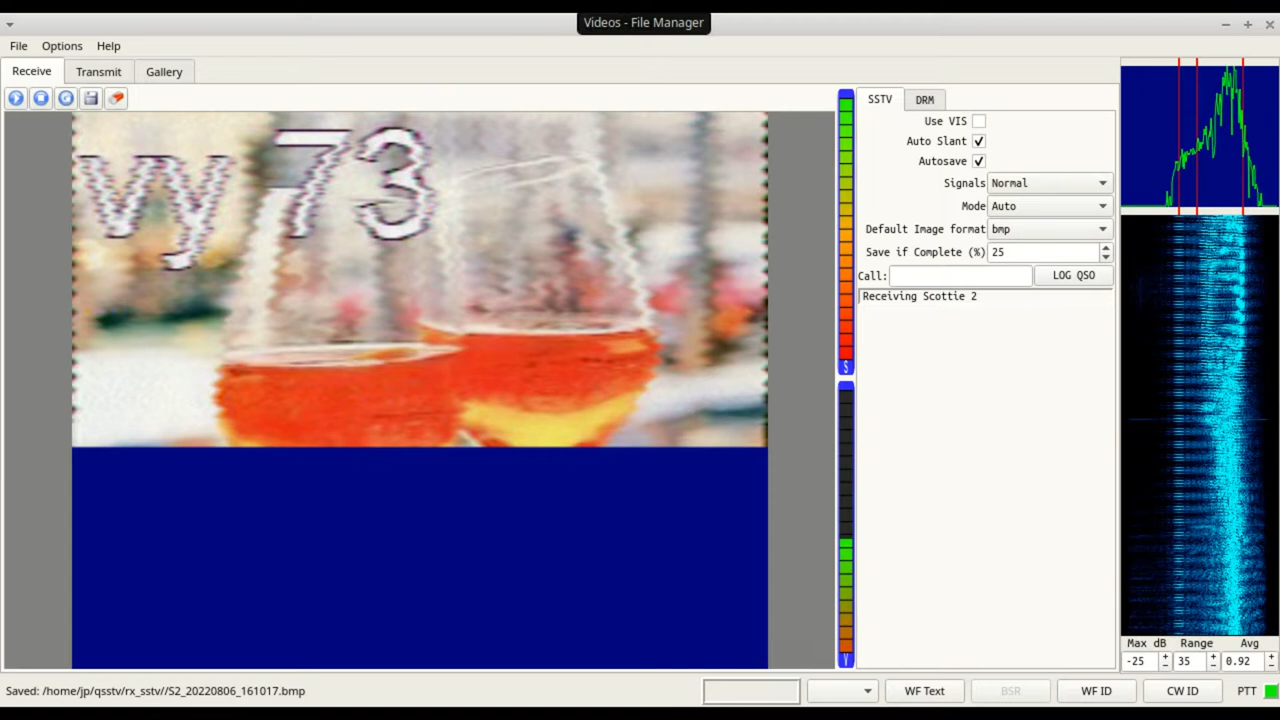 Videos - File Manager
File Options Help
Receive Transmit Gallery
vy 73
SSTV DRM
Use VIS
Auto Slant
Autosave
Signals Normal
Mode Auto
Default Image format bmp
Save if Complete (%) 25
Call: LOG QSO
Receiving Scottie 2
S
V
Max dB Range Avg
-25 35 0.92
Saved: /home/jp/qsstv/rx_sstv//S2_20220806_161017.bmp
WF Text BSR WF ID CW ID PTT